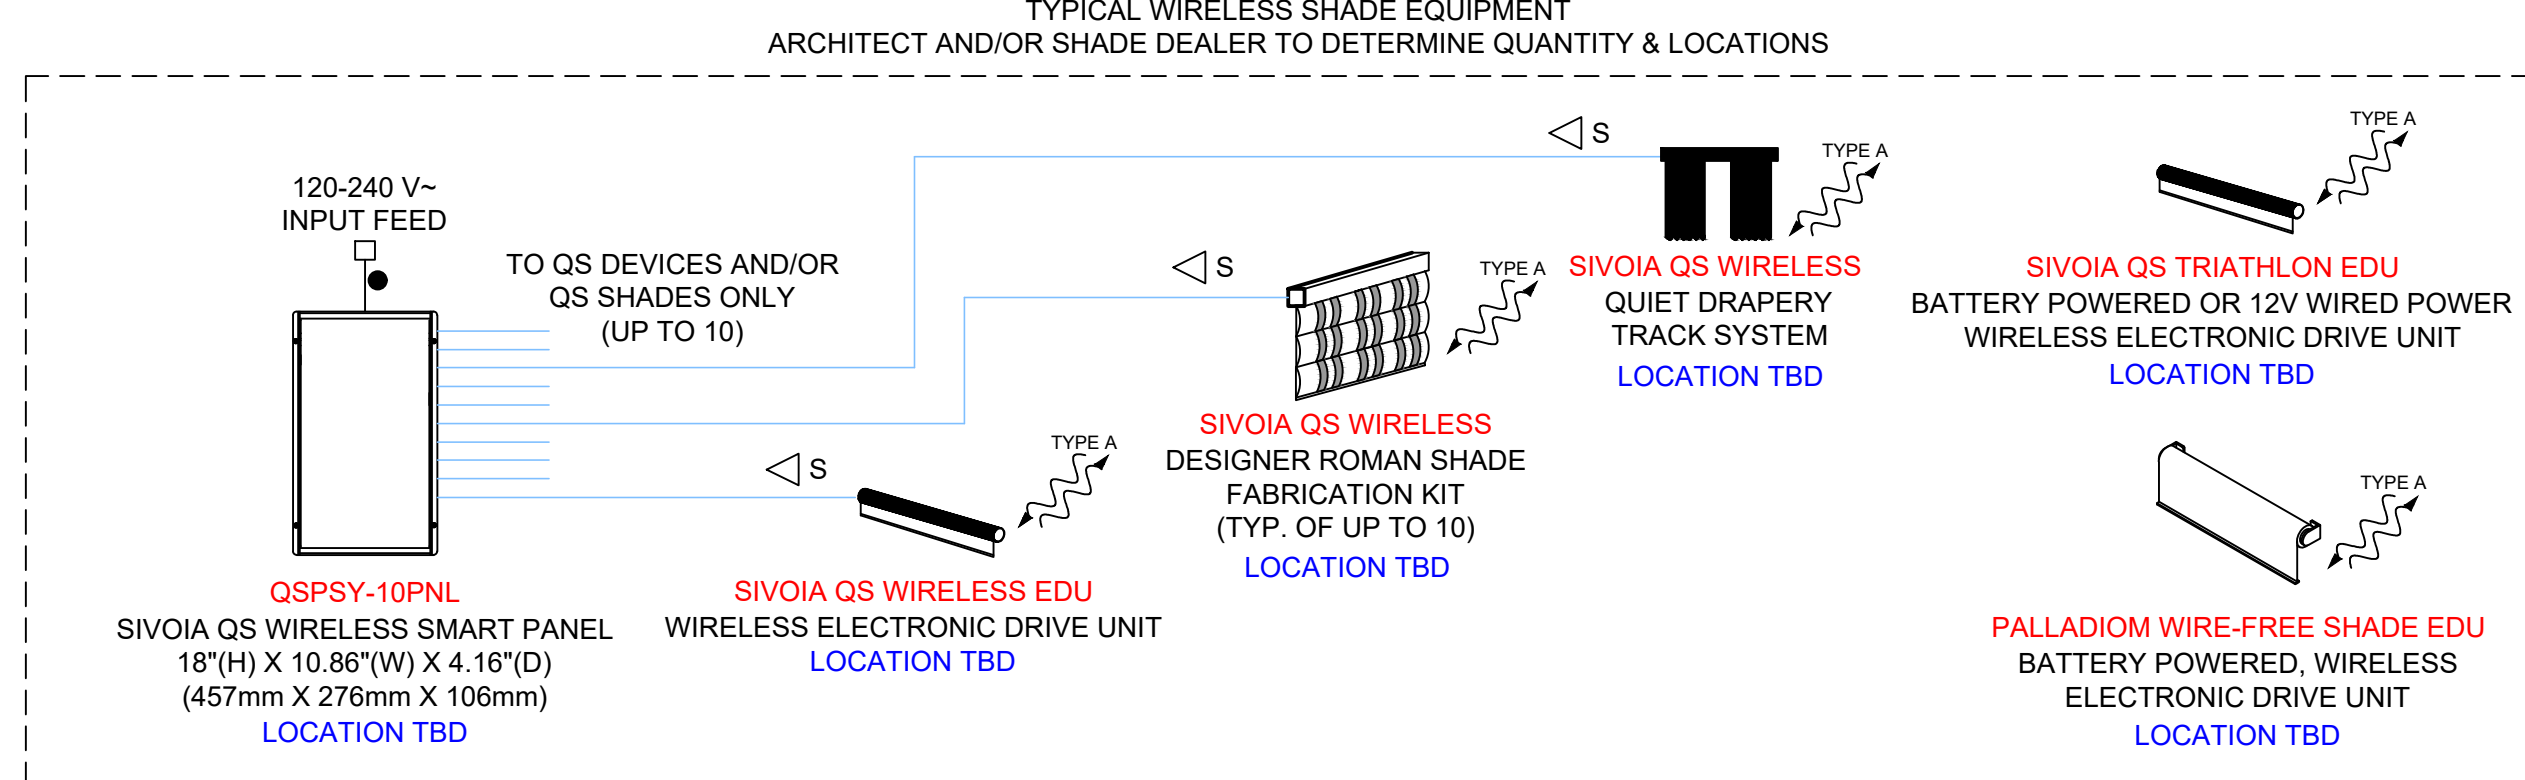 TYPICAL WIRELESS SHADE EQUIPMENT
ARCHITECT AND/OR SHADE DEALER TO DETERMINE QUANTITY & LOCATIONS
120-240 V~
INPUT FEED
TO QS DEVICES AND/OR
QS SHADES ONLY
(UP TO 10)
QSPSY-10PNL
SIVOIA QS WIRELESS SMART PANEL
18"(H) X 10.86"(W) X 4.16"(D)
(457mm X 276mm X 106mm)
LOCATION TBD
S
TYPE A
SIVOIA QS WIRELESS EDU
WIRELESS ELECTRONIC DRIVE UNIT
LOCATION TBD
S
TYPE A
SIVOIA QS WIRELESS
DESIGNER ROMAN SHADE
FABRICATION KIT
(TYP. OF UP TO 10)
LOCATION TBD
S
TYPE A
SIVOIA QS WIRELESS
QUIET DRAPERY
TRACK SYSTEM
LOCATION TBD
TYPE A
SIVOIA QS TRIATHLON EDU
BATTERY POWERED OR 12V WIRED POWER
WIRELESS ELECTRONIC DRIVE UNIT
LOCATION TBD
TYPE A
PALLADIOM WIRE-FREE SHADE EDU
BATTERY POWERED, WIRELESS
ELECTRONIC DRIVE UNIT
LOCATION TBD